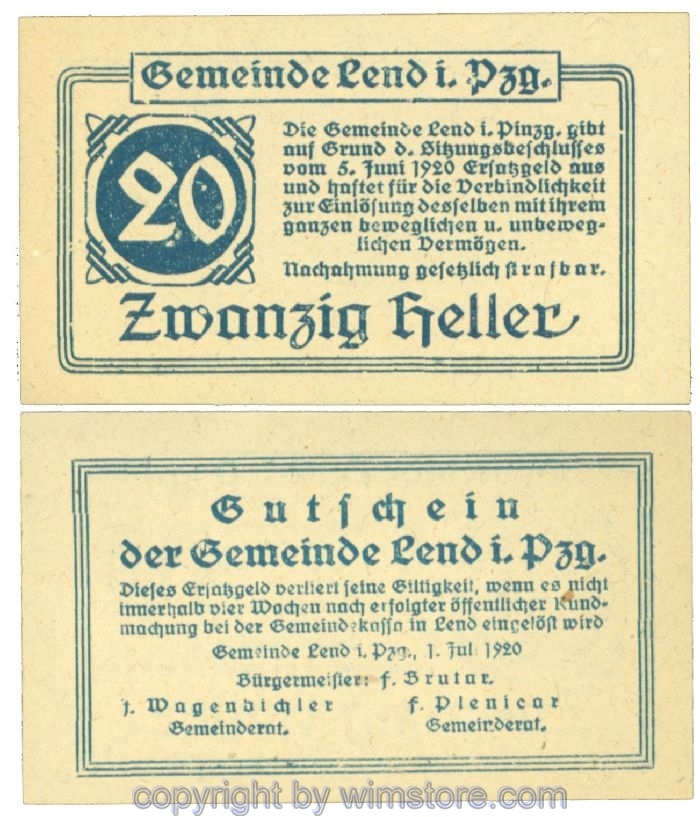 Gemeinde Lend i. Pzg.
20
Die Gemeinde Lend i. Pinzg. gibt
auf Grund d. Sitzungsbeschlusses
vom 5. Juni 1920 Ersatzgeld aus
und haftet für die Verbindlichkeit
zur Einlösung desselben mit ihrem
ganzen beweglichen u. unbeweg-
lichen Vermögen.
Nachahmung gesetzlich strafbar.
Zwanzig Heller
Gutschein
der Gemeinde Lend i. Pzg.
Dieses Ersatzgeld verliert seine Giltigkeit, wenn es nicht
innerhalb vier Wochen nach erfolgter öffentlicher Kund-
machung bei der Gemeindekassa in Lend eingelöst wird
Gemeinde Lend i. Pzg., 1. Jul 1920
Bürgermeister: F. Brutar.
J. Wagenbichler F. Plenicar
Gemeinderat. Gemeinderat.
copyright by wimstore.com